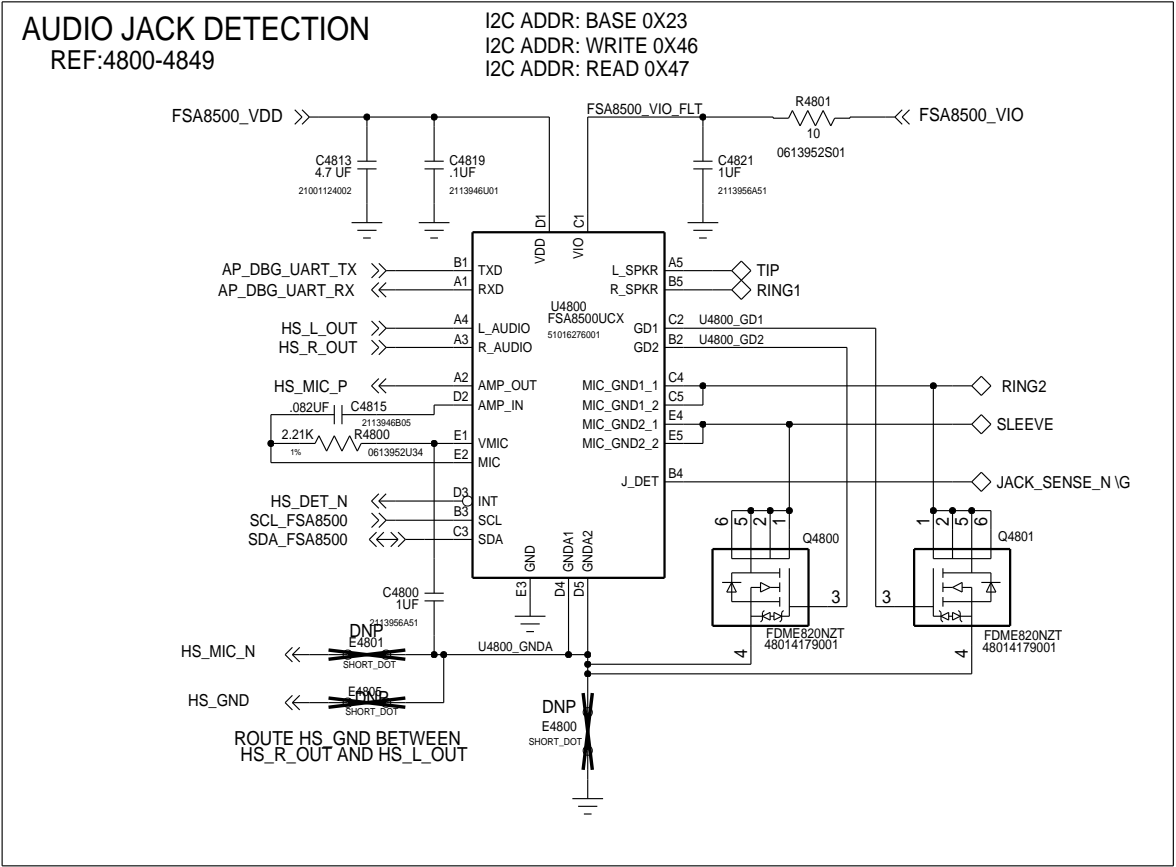 AUDIO JACK DETECTION
REF:4800-4849
I2C ADDR: BASE 0X23
I2C ADDR: WRITE 0X46
I2C ADDR: READ 0X47
FSA8500_VDD
C4813
4.7 UF
21001124002
C4819
.1UF
2113946U01
FSA8500_VIO_FLT
R4801
10
0613952S01
FSA8500_VIO
C4821
1UF
2113956A51
D1
C1
VDD
VIO
AP_DBG_UART_TX
B1
TXD
AP_DBG_UART_RX
A1
RXD
HS_L_OUT
A4
L_AUDIO
HS_R_OUT
A3
R_AUDIO
HS_MIC_P
A2
AMP_OUT
D2
AMP_IN
.082UF
C4815
2113946B05
2.21K
R4800
1%
0613952U34
E1
VMIC
E2
MIC
HS_DET_N
D3
INT
SCL_FSA8500
B3
SCL
SDA_FSA8500
C3
SDA
U4800
FSA8500UCX
51016276001
L_SPKR
A5
TIP
R_SPKR
B5
RING1
GD1
C2
U4800_GD1
GD2
B2
U4800_GD2
MIC_GND1_1
C4
RING2
MIC_GND1_2
C5
MIC_GND2_1
E4
SLEEVE
MIC_GND2_2
E5
J_DET
B4
JACK_SENSE_N \G
GND
GNDA1
GNDA2
E3
D4
D5
C4800
1UF
2113956A51
6
5
2
1
Q4800
3
FDME820NZT
48014179001
4
1
2
5
6
Q4801
3
FDME820NZT
48014179001
4
HS_MIC_N
DNP
E4801
SHORT_DOT
U4800_GNDA
HS_GND
E4805
DNP
SHORT_DOT
ROUTE HS_GND BETWEEN
HS_R_OUT AND HS_L_OUT
DNP
E4800
SHORT_DOT